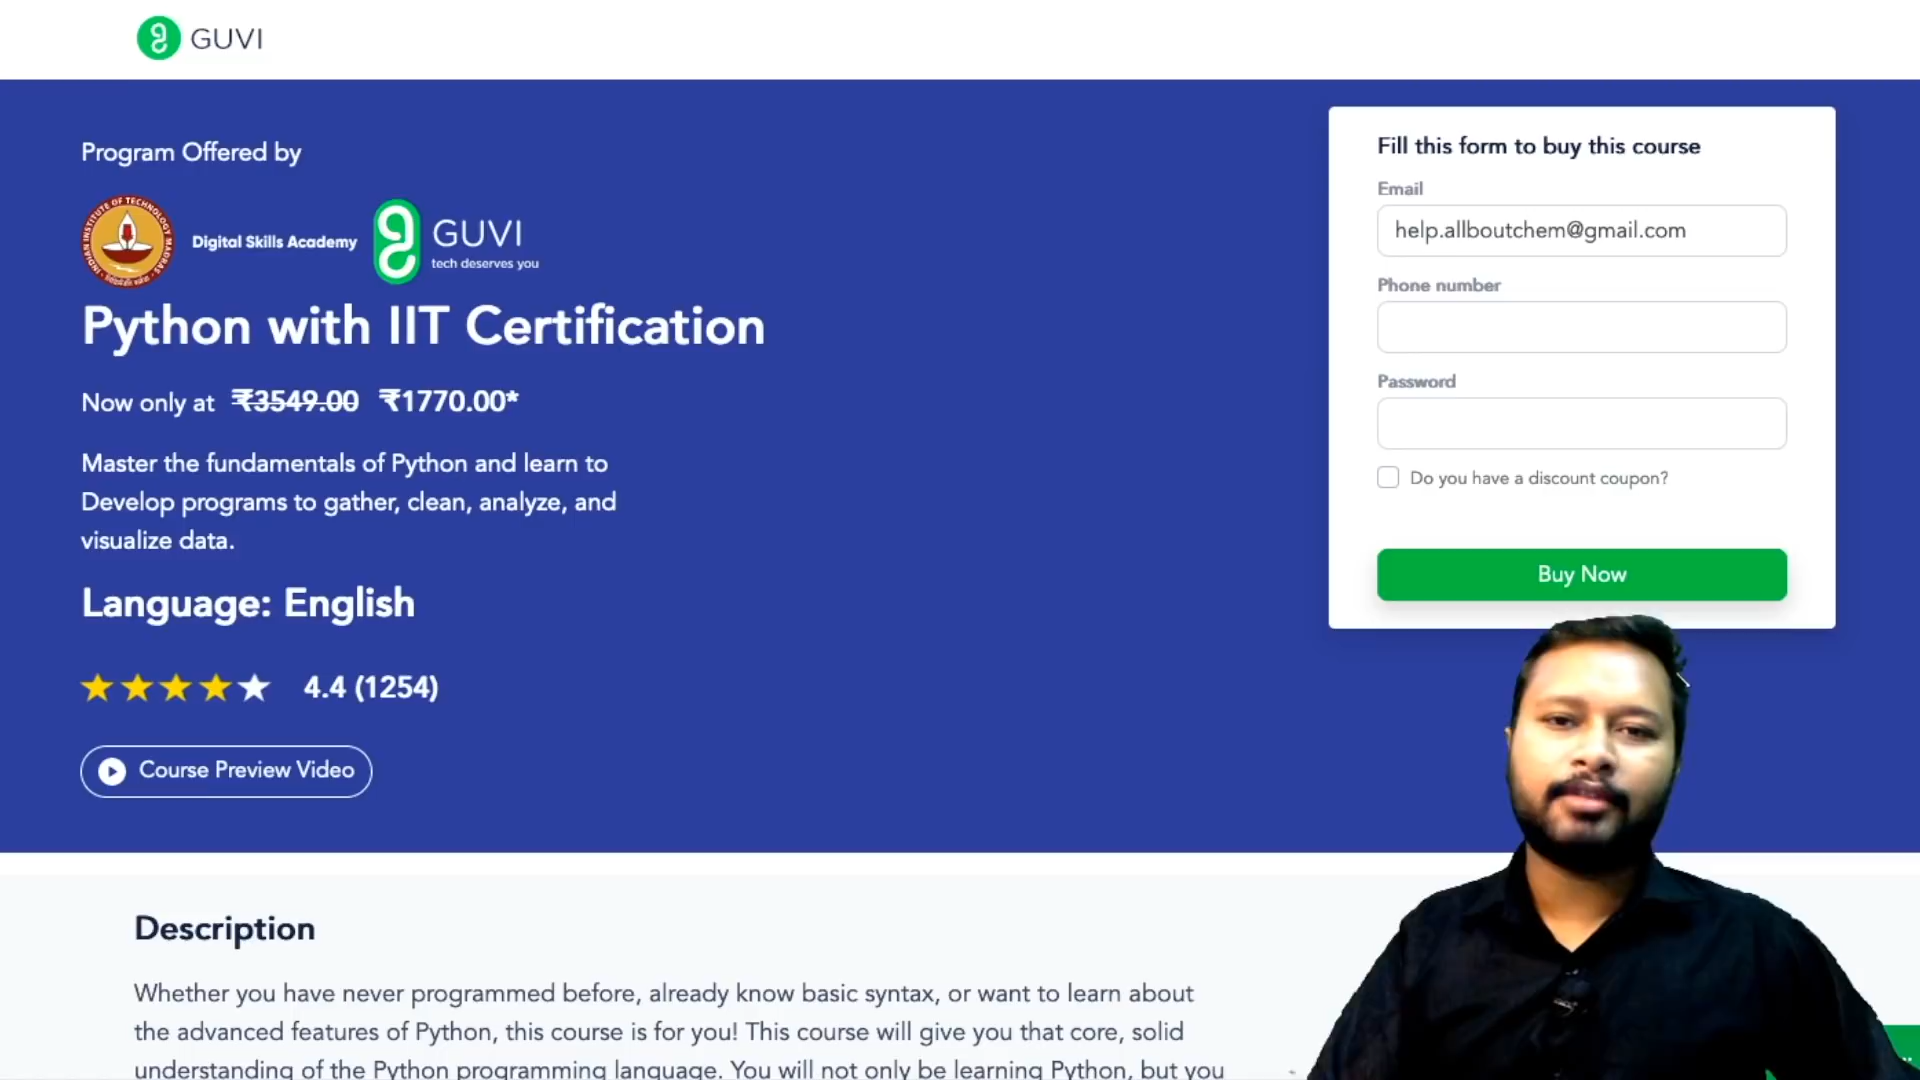 GUVI
Program Offered by
INDIAN INSTITUTE OF TECHNOLOGY MADRAS
Digital Skills Academy
GUVI
tech deserves you
Python with IIT Certification
Now only at ₹3549.00 ₹1770.00*
Master the fundamentals of Python and learn to
Develop programs to gather, clean, analyze, and
visualize data.
Language: English
4.4 (1254)
Course Preview Video
Fill this form to buy this course
Email
help.allboutchem@gmail.com
Phone number
Password
Do you have a discount coupon?
Buy Now
Description
Whether you have never programmed before, already know basic syntax, or want to learn about
the advanced features of Python, this course is for you! This course will give you that core, solid
understanding of the Python programming language. You will not only be learning Python, but you